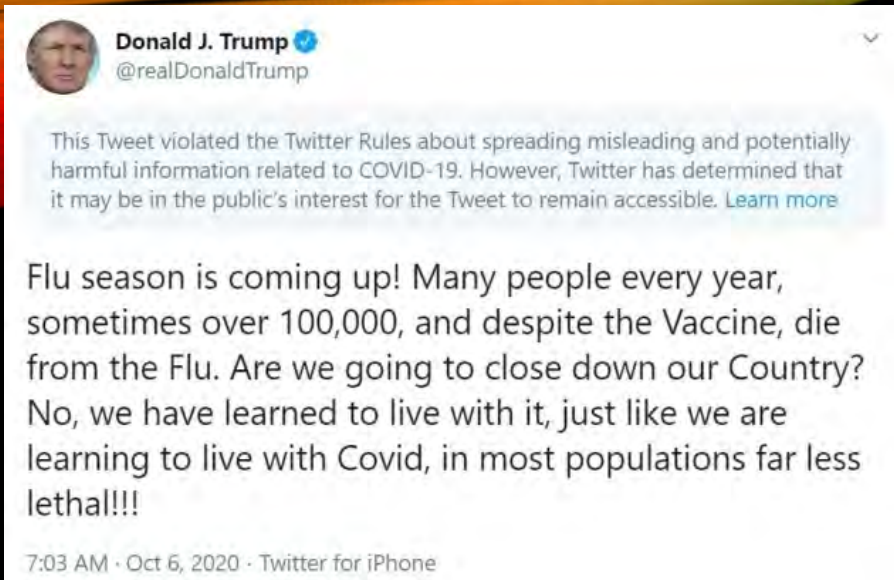 Donald J. Trump
@realDonaldTrump
This Tweet violated the Twitter Rules about spreading misleading and potentially
harmful information related to COVID-19. However, Twitter has determined that
it may be in the public's interest for the Tweet to remain accessible. Learn more
Flu season is coming up! Many people every year,
sometimes over 100,000, and despite the Vaccine, die
from the Flu. Are we going to close down our Country?
No, we have learned to live with it, just like we are
learning to live with Covid, in most populations far less
lethal!!!
7:03 AM · Oct 6, 2020 · Twitter for iPhone